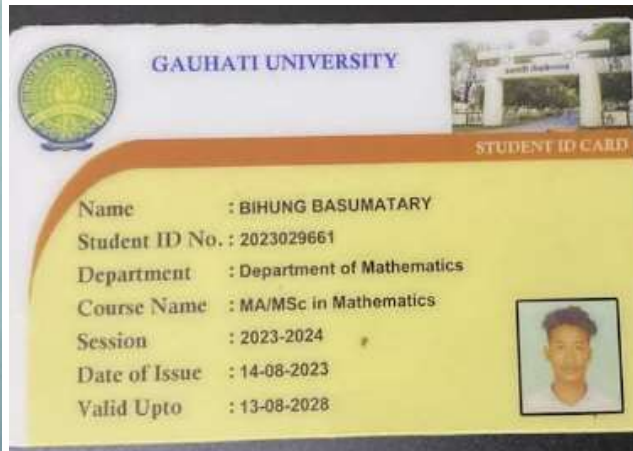 GAUHATI UNIVERSITY
STUDENT ID CARD
Name : BIHUNG BASUMATARY
Student ID No. : 2023029661
Department : Department of Mathematics
Course Name : MA/MSc in Mathematics
Session : 2023-2024
Date of Issue : 14-08-2023
Valid Upto : 13-08-2028